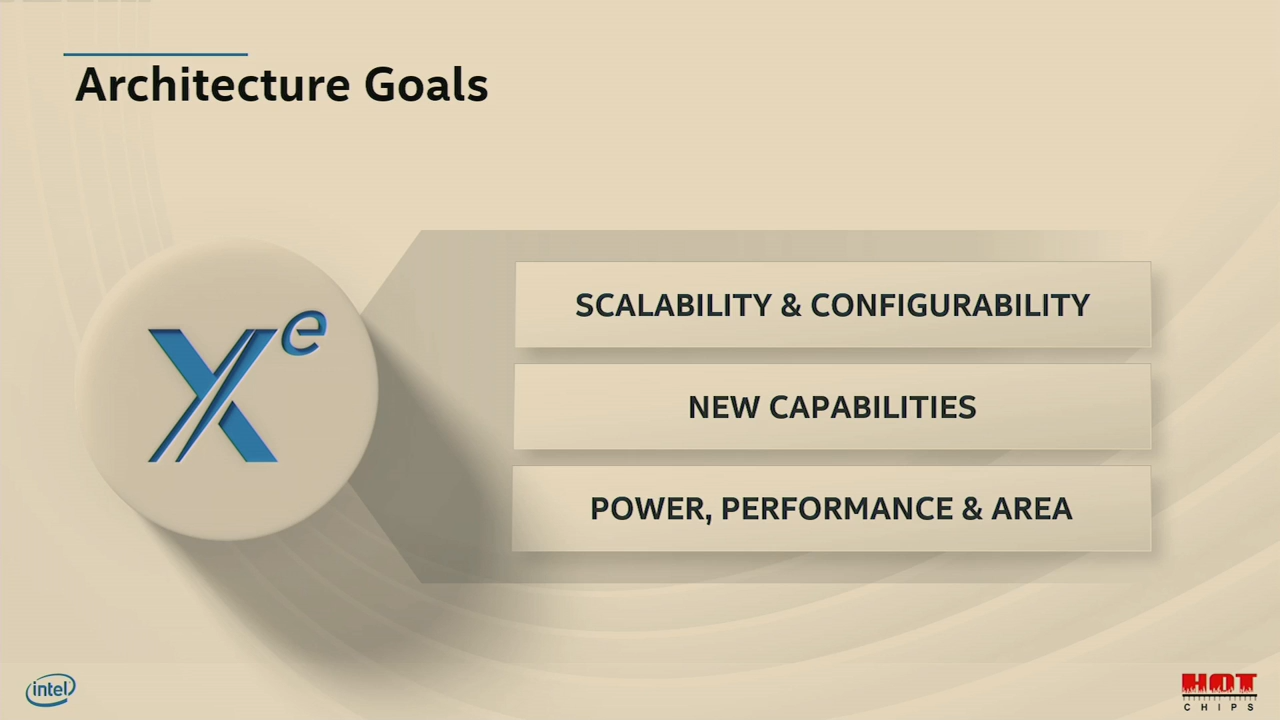 Architecture Goals
Xe
SCALABILITY & CONFIGURABILITY
NEW CAPABILITIES
POWER, PERFORMANCE & AREA
intel
HOT
CHIPS